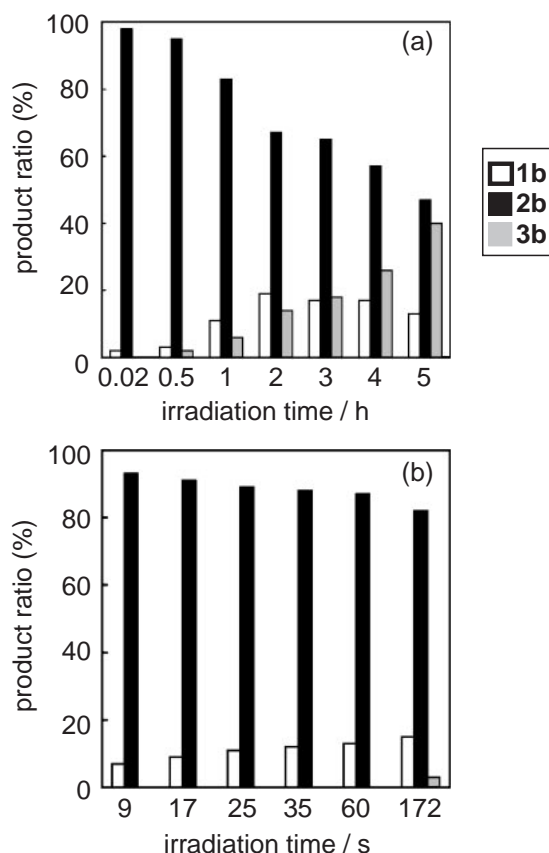 (a)
100
80
60
40
20
0
product ratio (%)
0.02 0.5 1 2 3 4 5
irradiation time / h
1b
2b
3b
(b)
100
80
60
40
20
0
product ratio (%)
9 17 25 35 60 172
irradiation time / s